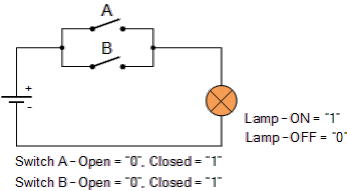 A
B
+
-
Lamp - ON = "1"
Lamp - OFF = "0"
Switch A - Open = "0", Closed = "1"
Switch B - Open = "0", Closed = "1"